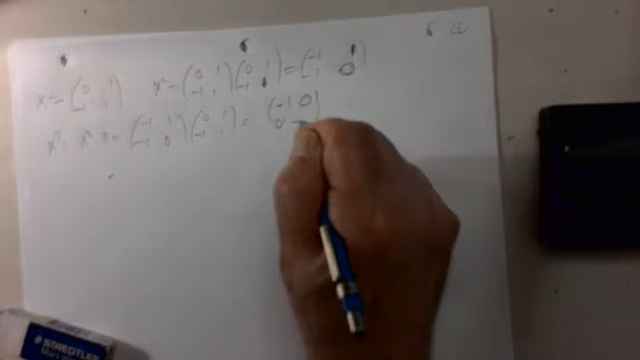 x = (0 1; -1 1) x² = (0 1; -1 1)(0 1; -1 1) = (-1 1; -1 0)
x³ = x² · x = (-1 1; -1 0)(0 1; -1 1) = (-1 0; 0
STAEDTLER
Mars